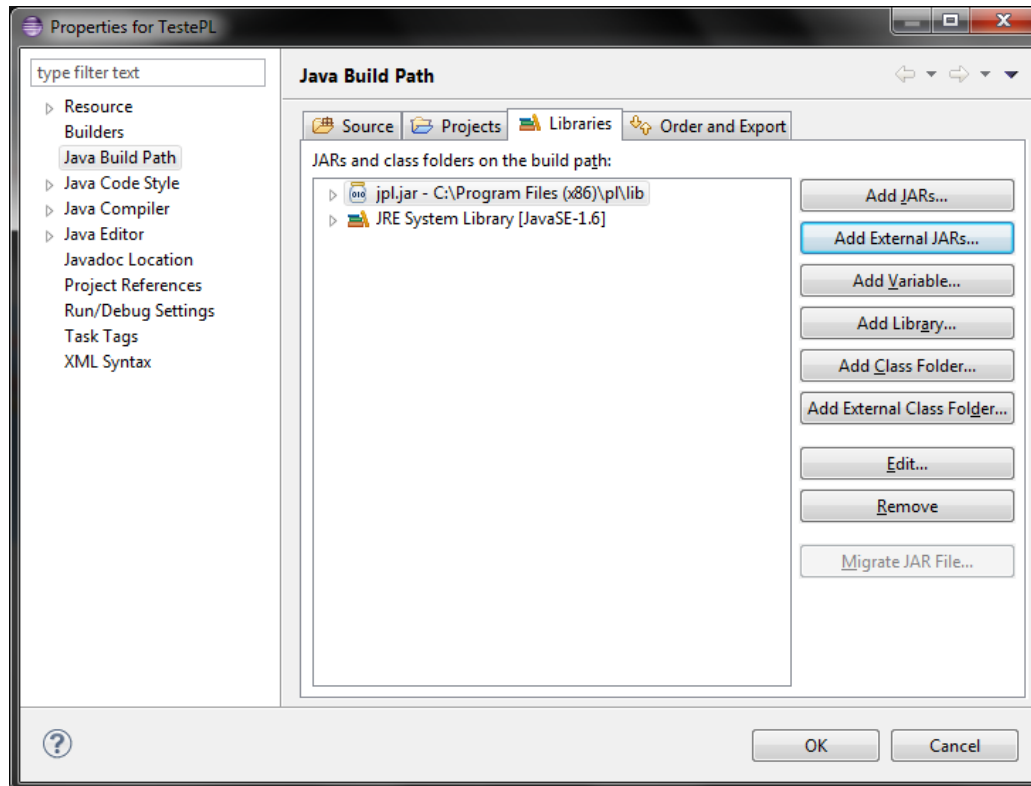 Properties for TestePL
type filter text
Resource
Builders
Java Build Path
Java Code Style
Java Compiler
Java Editor
Javadoc Location
Project References
Run/Debug Settings
Task Tags
XML Syntax
Java Build Path
Source Projects Libraries Order and Export
JARs and class folders on the build path:
jpl.jar - C:\Program Files (x86)\pl\lib
JRE System Library [JavaSE-1.6]
Add JARs...
Add External JARs...
Add Variable...
Add Library...
Add Class Folder...
Add External Class Folder...
Edit...
Remove
Migrate JAR File...
?
OK Cancel